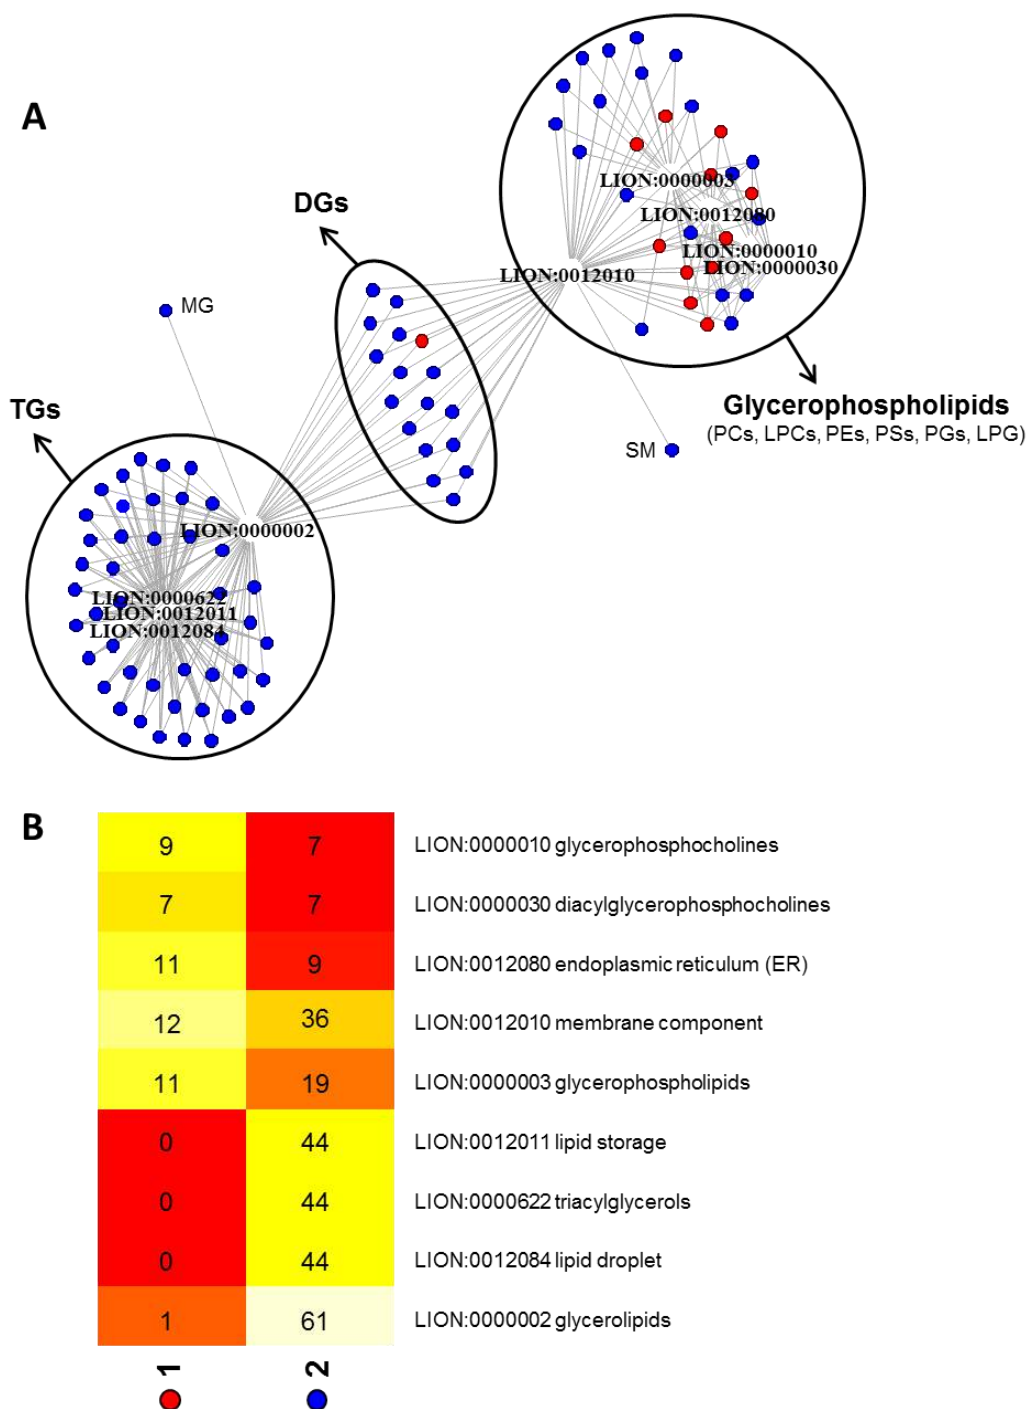 A
LION:0000003
DGs
LION:0012080
LION:0000010
LION:0000030
LION:0012010
MG
TGs
Glycerophospholipids
(PCs, LPCs, PEs, PSs, PGs, LPG)
SM
LION:0000002
LION:0000622
LION:0012011
LION:0012084
B
9 7 LION:0000010 glycerophosphocholines
7 7 LION:0000030 diacylglycerophosphocholines
11 9 LION:0012080 endoplasmic reticulum (ER)
12 36 LION:0012010 membrane component
11 19 LION:0000003 glycerophospholipids
0 44 LION:0012011 lipid storage
0 44 LION:0000622 triacylglycerols
0 44 LION:0012084 lipid droplet
1 61 LION:0000002 glycerolipids
1 2